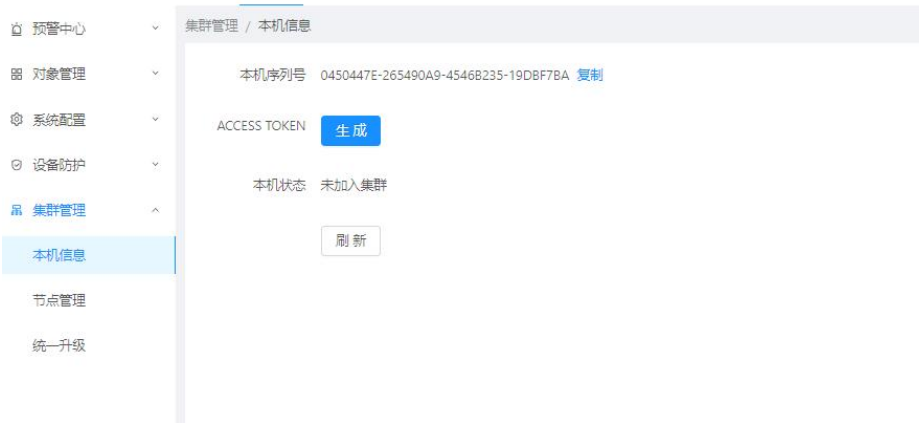 预警中心
对象管理
系统配置
设备防护
集群管理
本机信息
节点管理
统一升级
集群管理 / 本机信息
本机序列号 0450447E-265490A9-4546B235-19DBF7BA 复制
ACCESS TOKEN 生成
本机状态 未加入集群
刷新